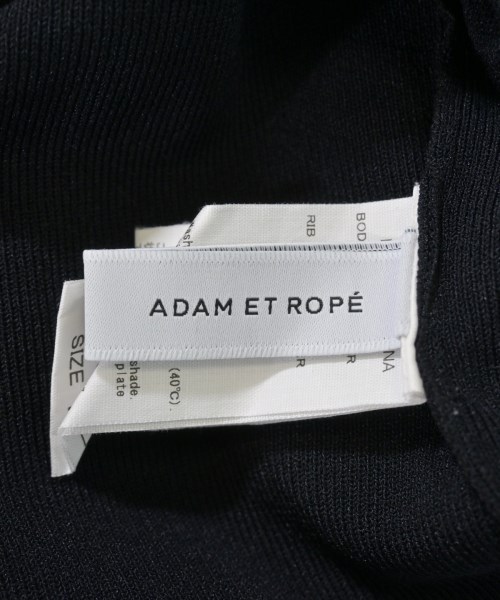 ADAM ET ROPÉ
BOD
RIB
NA
R
R
(40℃).
shade.
plate
SIZE